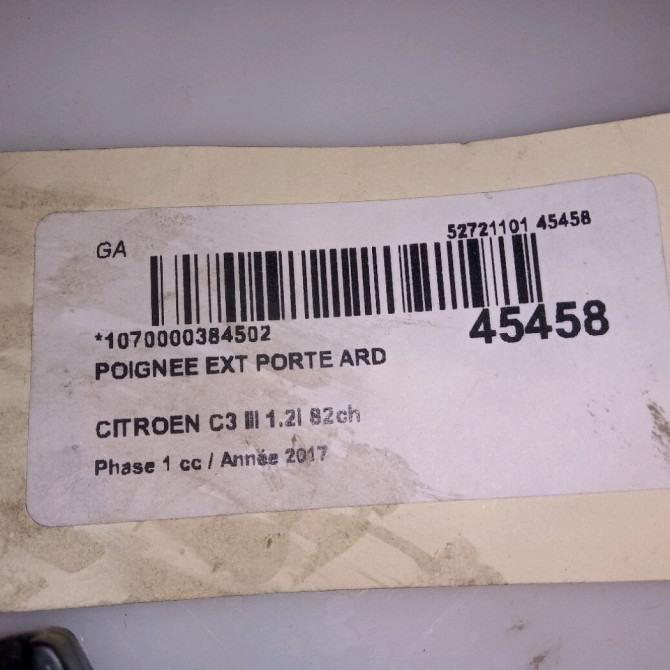 GA
52721101 45458
*1070000384502
45458
POIGNEE EXT PORTE ARD
CITROEN C3 III 1.2I 82ch
Phase 1 cc / Année 2017